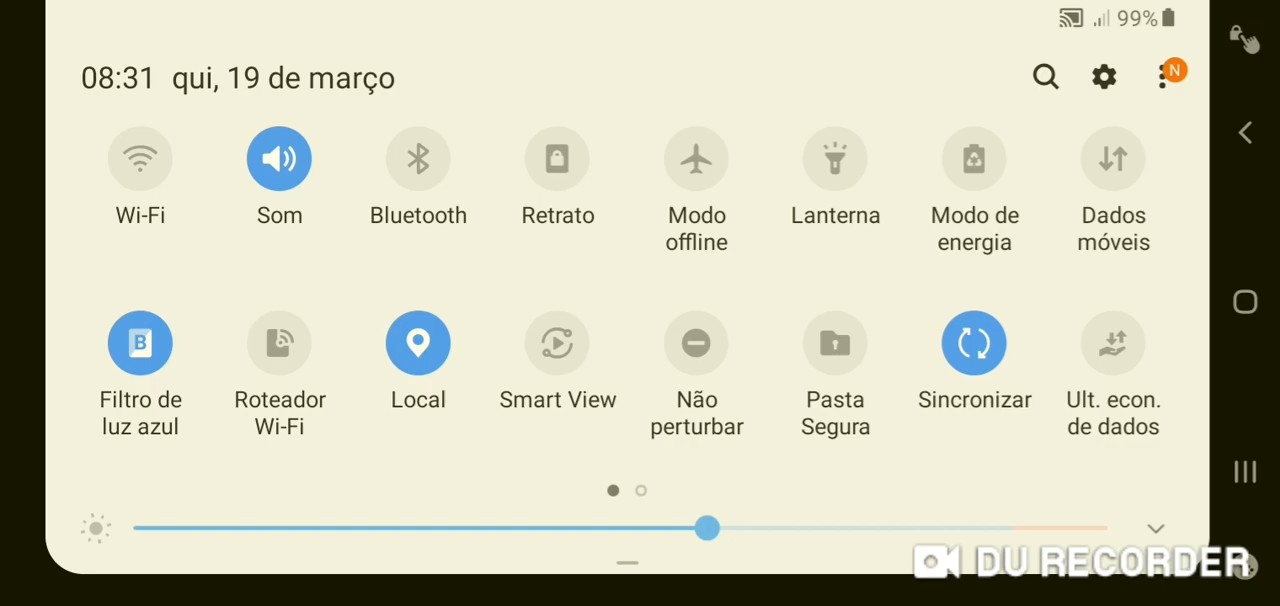 99%
08:31 qui, 19 de março
N
Wi-Fi
Som
Bluetooth
Retrato
Modo
offline
Lanterna
Modo de
energia
Dados
móveis
B
Filtro de
luz azul
Roteador
Wi-Fi
Local
Smart View
Não
perturbar
Pasta
Segura
Sincronizar
Ult. econ.
de dados
DU RECORDER